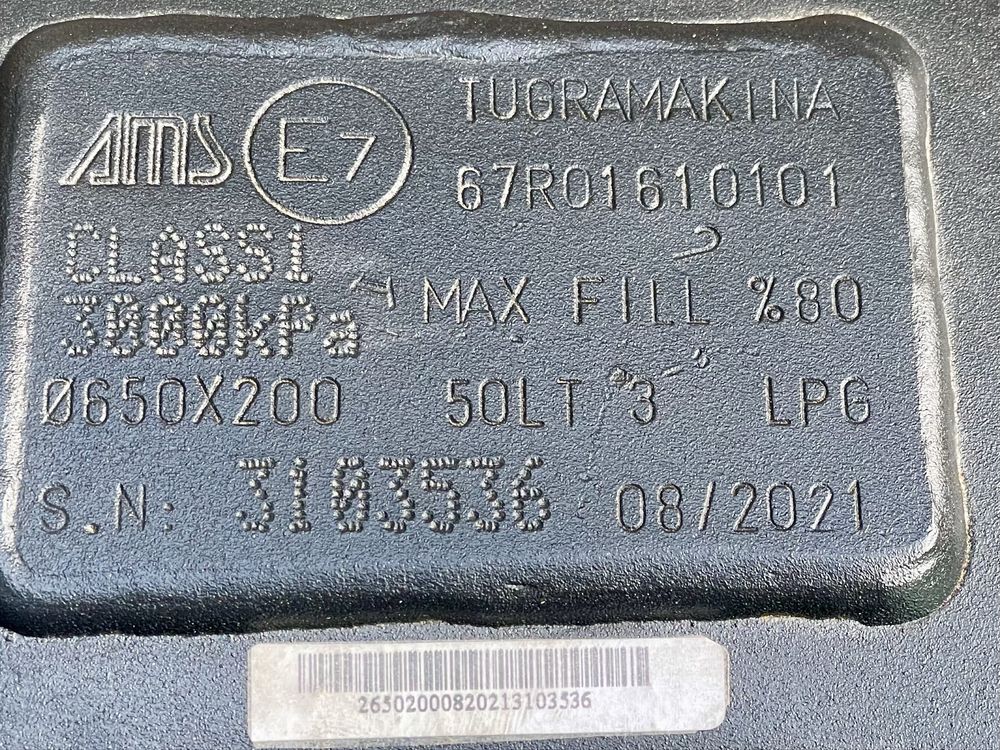 AMS E7 TUGRAMAKINA
67R01610101
CLASS1
3000kPa MAX FILL %80
Ø650X200 50LT 3 LPG
S.N: 3103536 08/2021
26502000820213103536